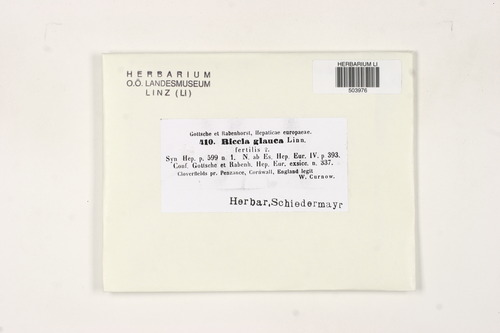 HERBARIUM
O.Ö. LANDESMUSEUM
LINZ (LI)
HERBARIUM LI
503976
Gottsche et Rabenhorst, Hepaticae europaeae.
410. Riccia glauca Linn.
fertilis
Syn Hep. p. 599 n. 1. N. ab Es. Hep. Eur. IV. p 393.
Conf. Gottsche et Rabenh. Hep. Eur. exsicc. n. 337.
Cloverfields pr. Penzance, Cornwall, England legit
W. Curnow.
Herbar, Schiedermayr